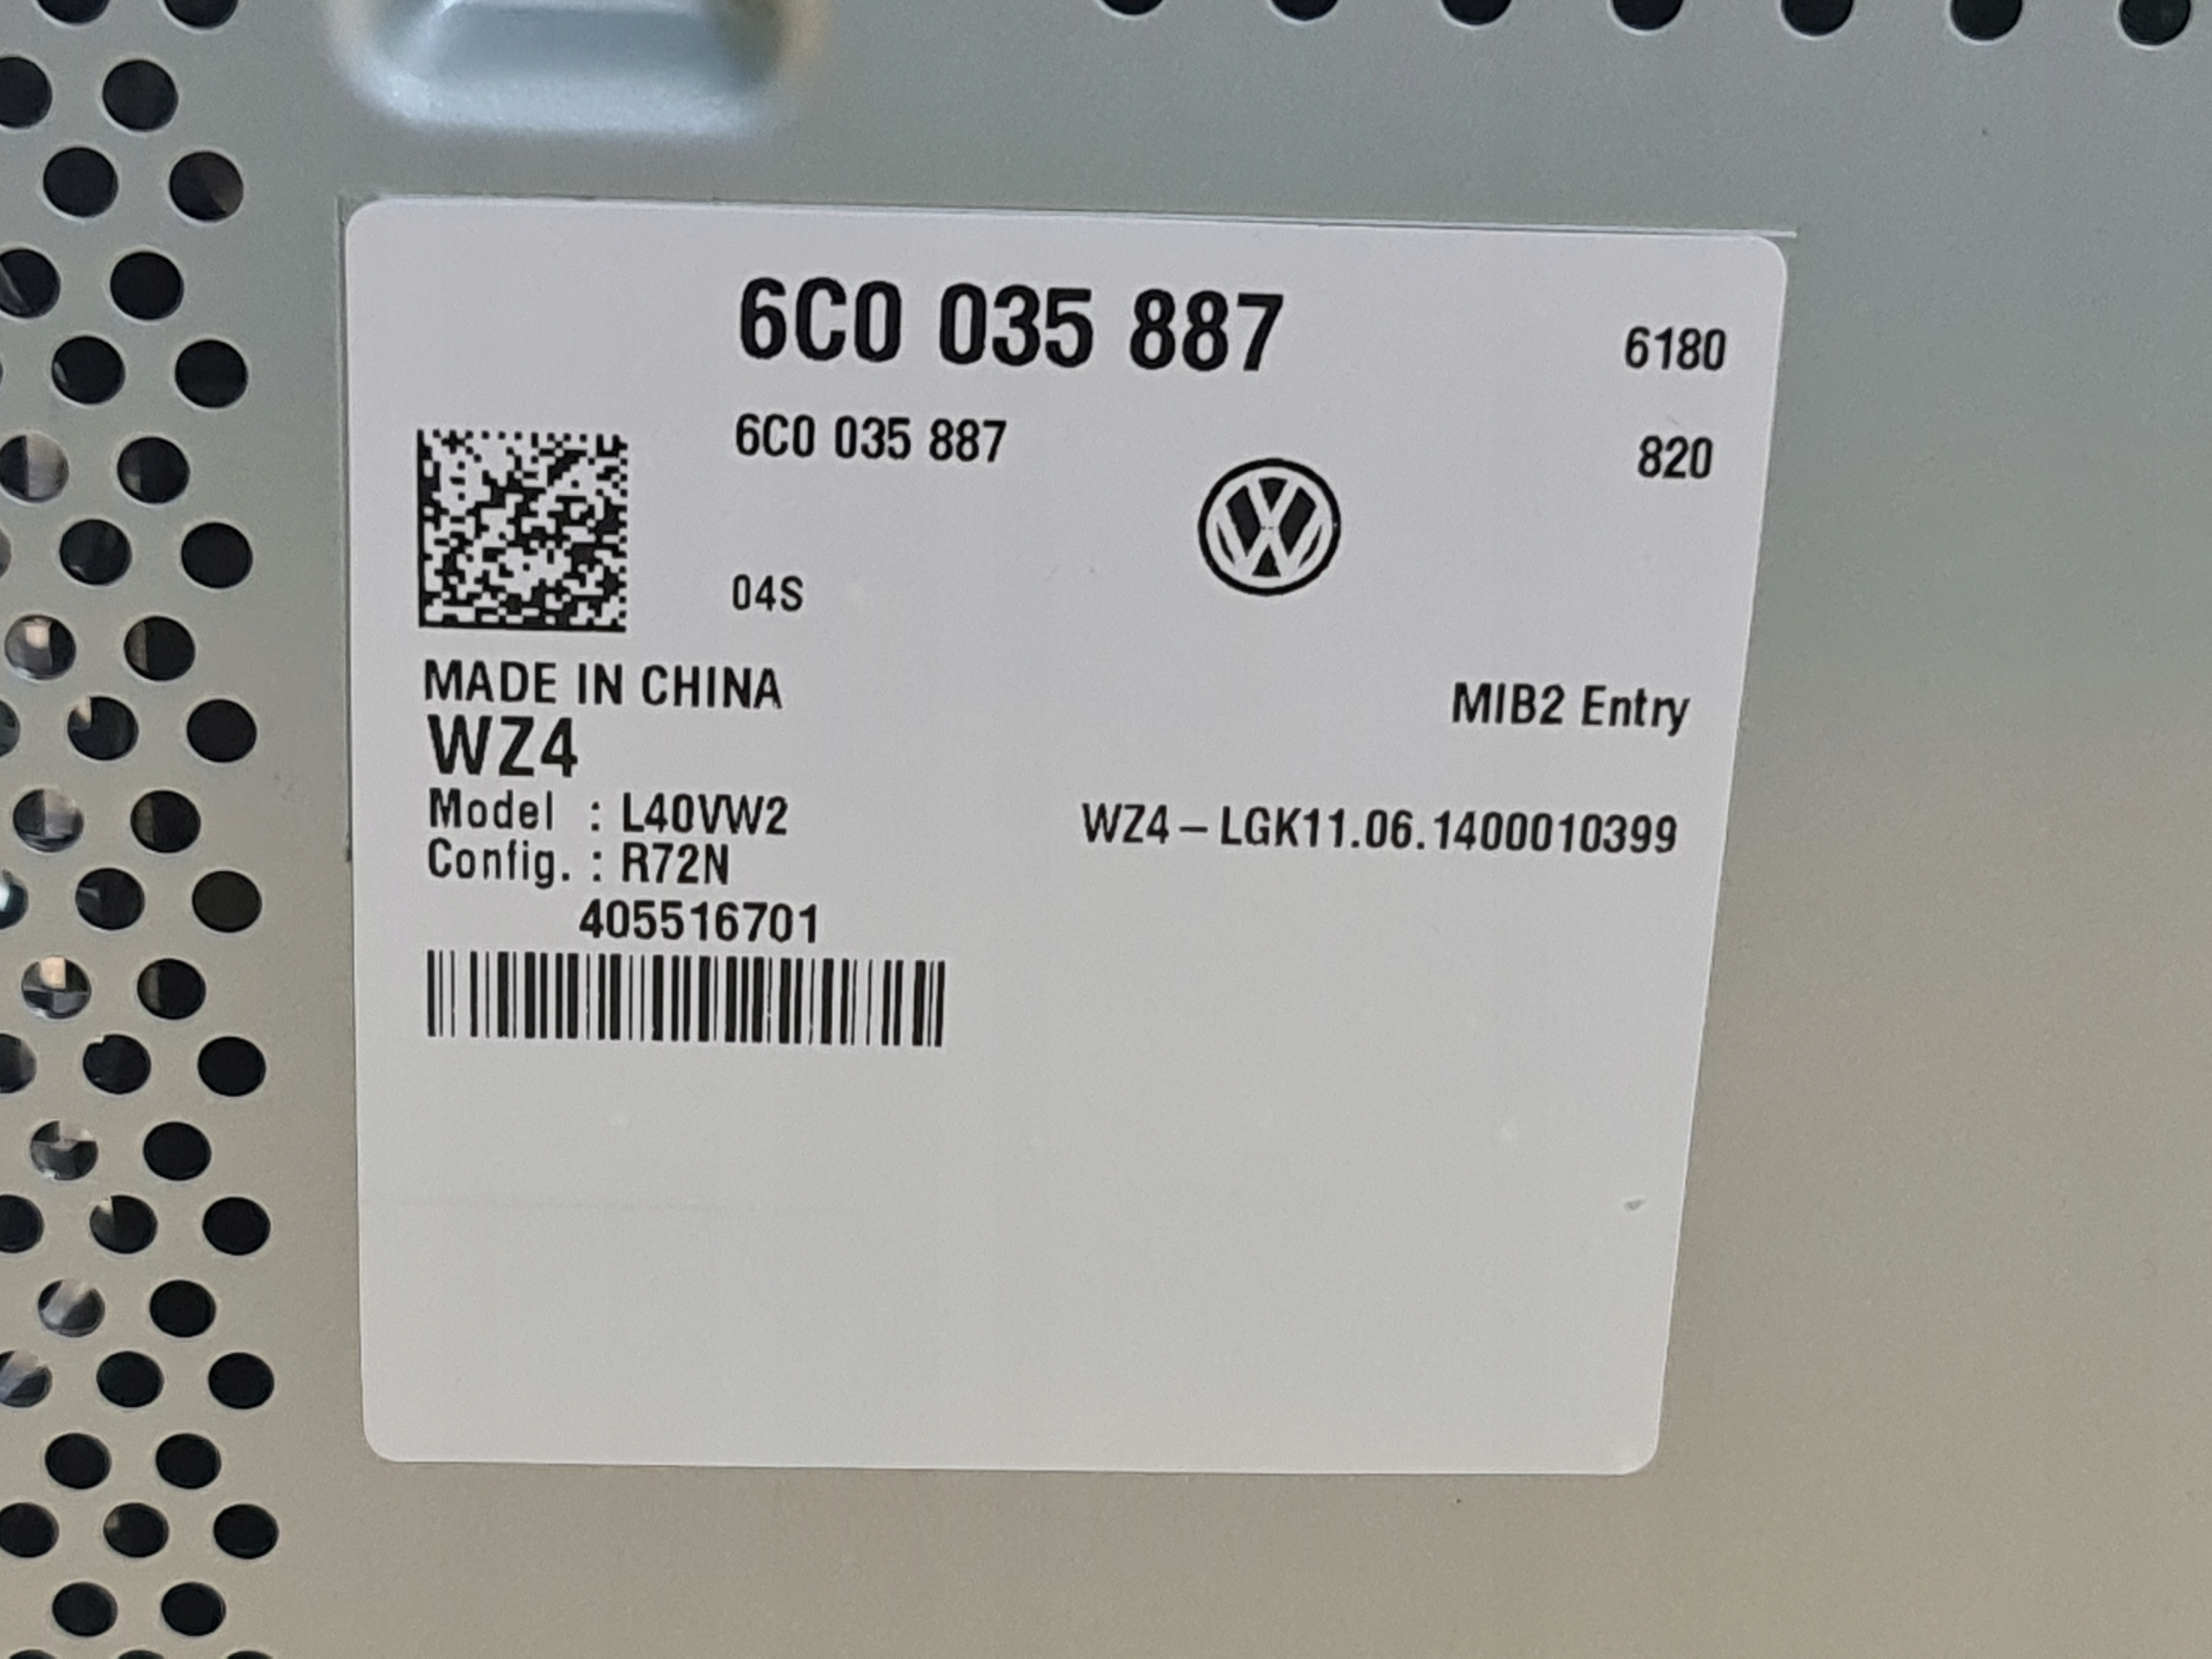 6C0 035 887
6180
6C0 035 887
820
04S
MADE IN CHINA
WZ4
MIB2 Entry
Model : L40VW2
WZ4 – LGK11.06.1400010399
Config. : R72N
405516701